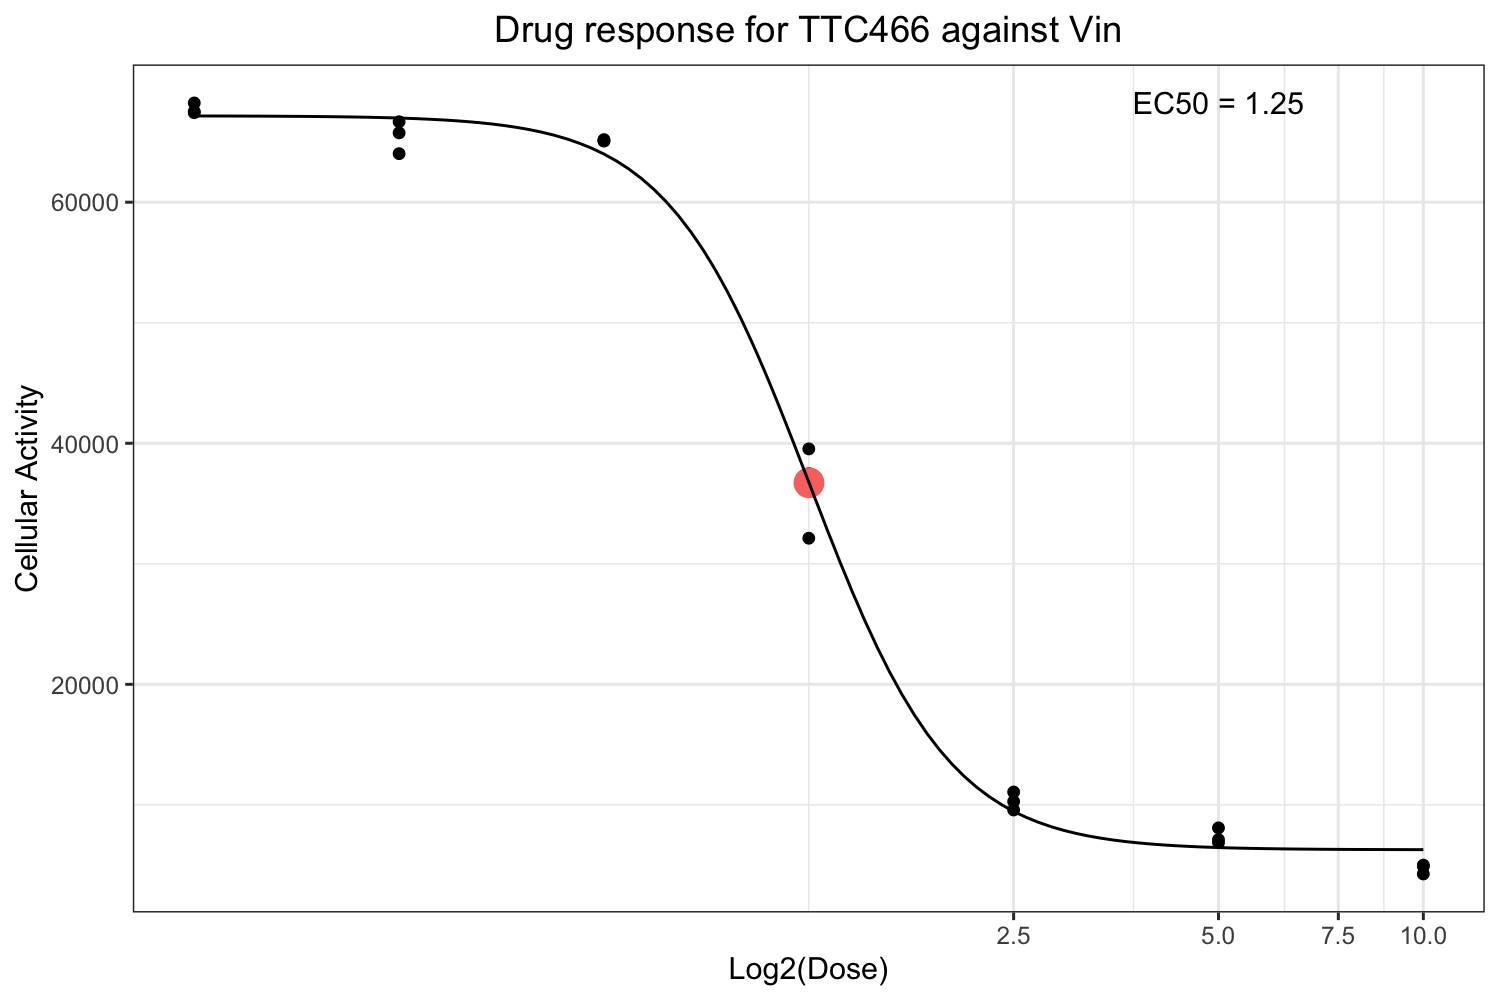 Drug response for TTC466 against Vin
EC50 = 1.25
Cellular Activity
60000
40000
20000
2.5 5.0 7.5 10.0
Log2(Dose)